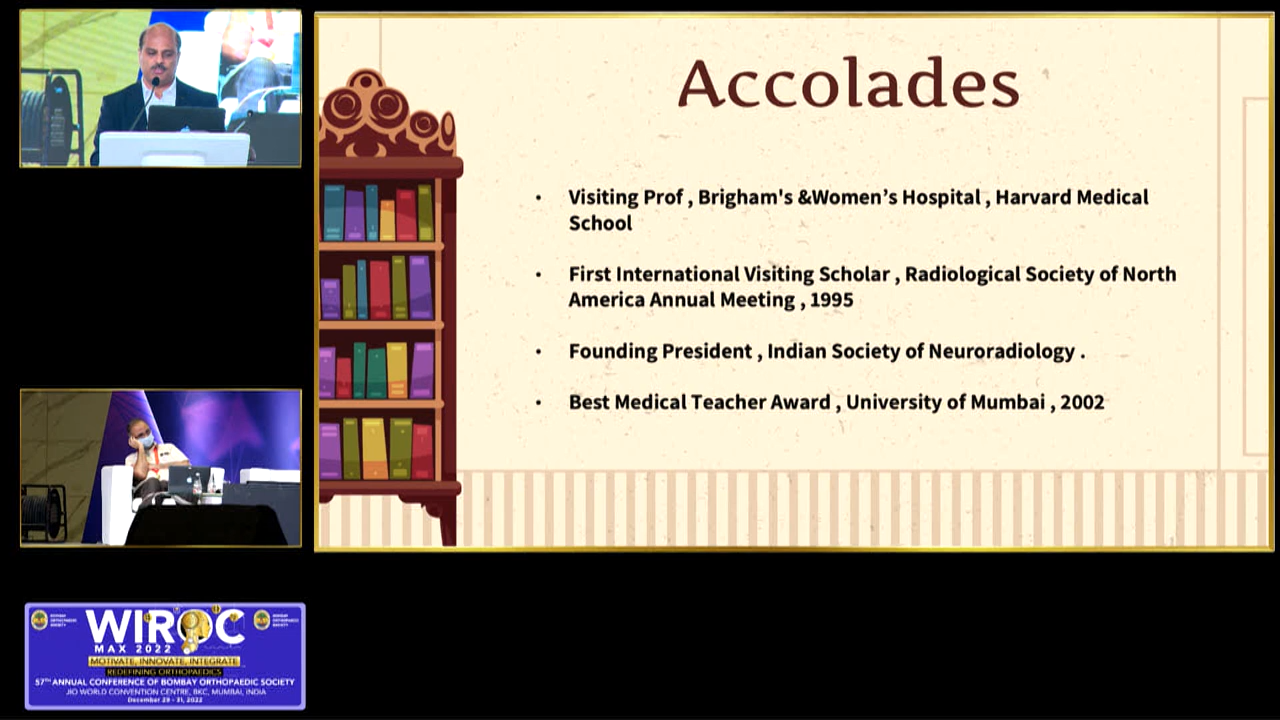 Accolades
• Visiting Prof , Brigham's &Women’s Hospital , Harvard Medical
School
• First International Visiting Scholar , Radiological Society of North
America Annual Meeting , 1995
• Founding President , Indian Society of Neuroradiology .
• Best Medical Teacher Award , University of Mumbai , 2002
WIROC
MAX 2022
MOTIVATE, INNOVATE, INTEGRATE
REDEFINING ORTHOPAEDICS
57TH ANNUAL CONFERENCE OF BOMBAY ORTHOPAEDIC SOCIETY
JIO WORLD CONVENTION CENTRE, BKC, MUMBAI, INDIA
December 29 - 31, 2022